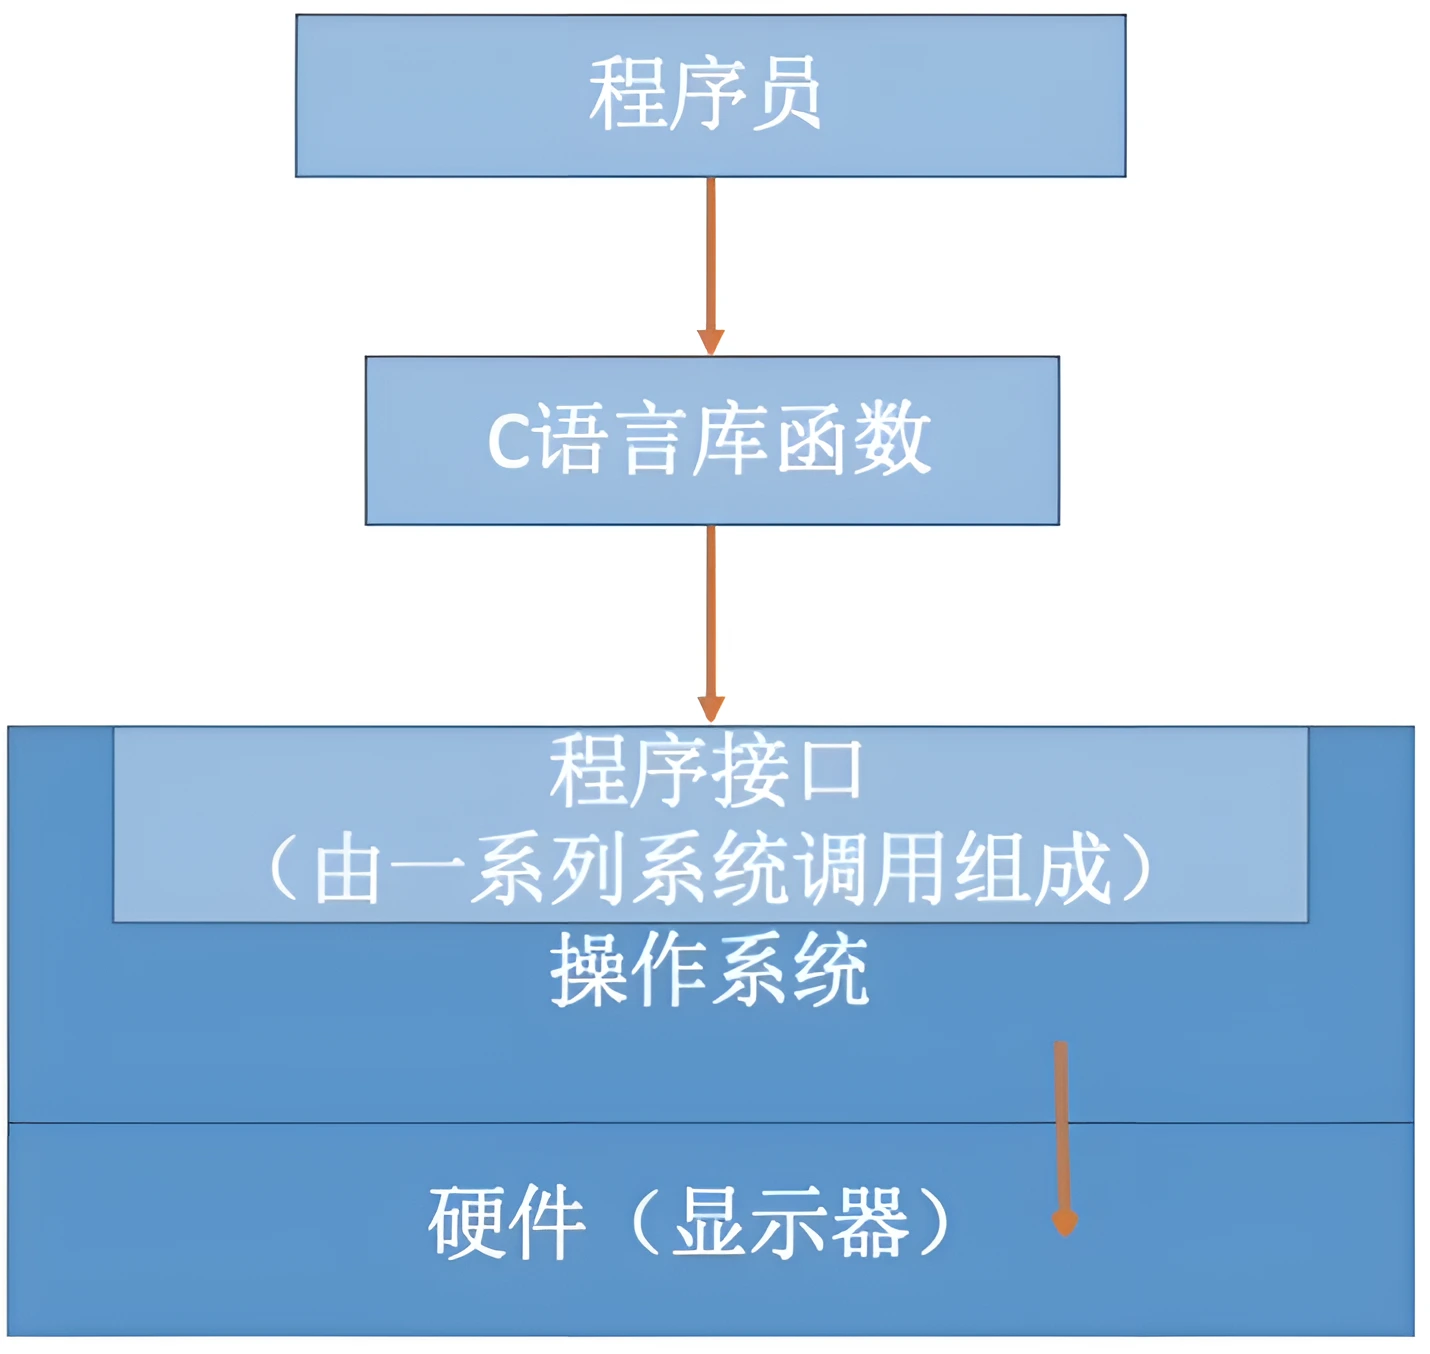 程序员
C语言库函数
程序接口
（由一系列系统调用组成）
操作系统
硬件（显示器）